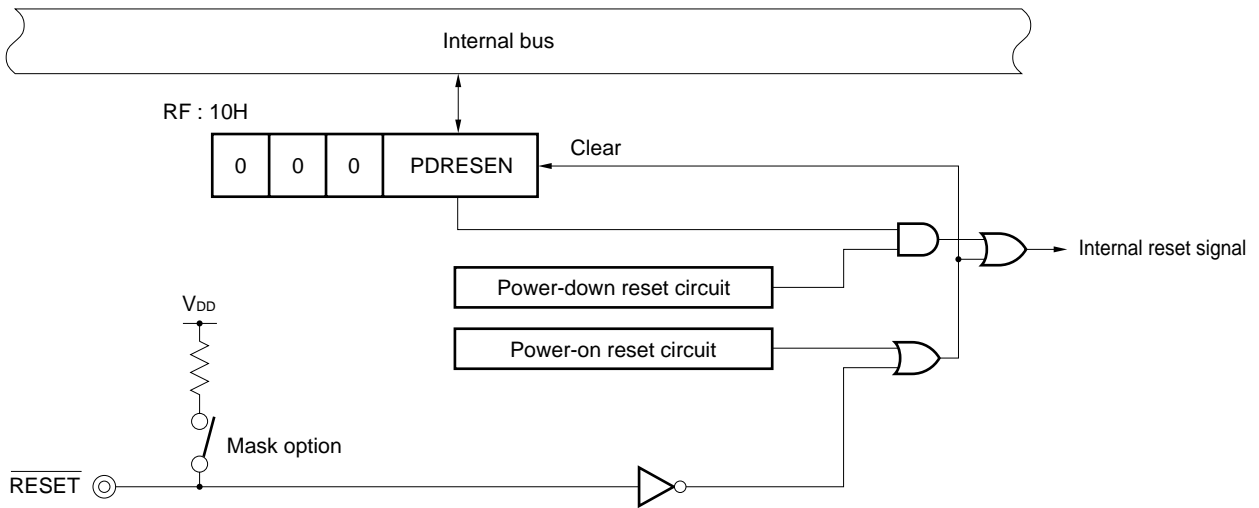 Internal bus
RF : 10H
0 0 0 PDRESEN
Clear
Internal reset signal
Power-down reset circuit
VDD
Power-on reset circuit
Mask option
RESET